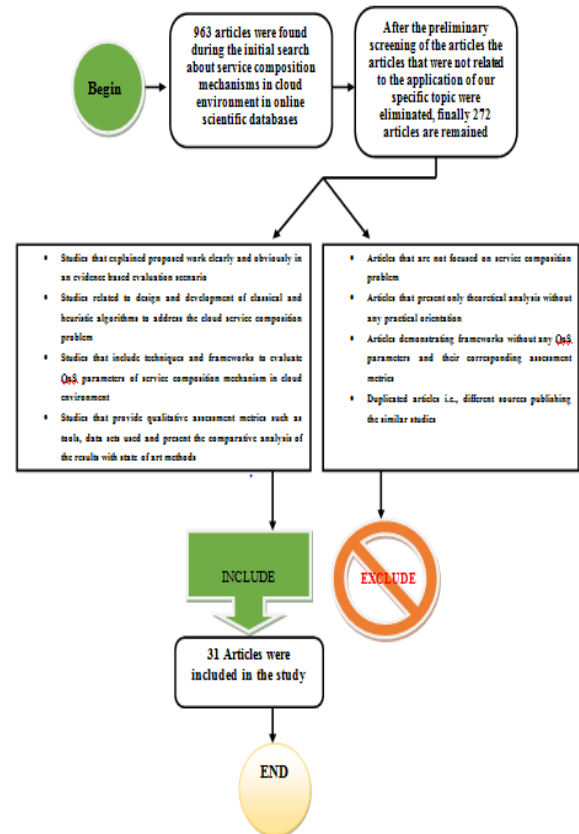 963 articles were found
during the initial search
about service composition
mechanisms in cloud
environment in online
scientific databases
After the preliminary
screening of the articles the
articles that were not related
to the application of our
specific topic were
eliminated, finally 272
articles are remained
Begin
Studies that explained proposed work clearly and obviously in
an evidence based evaluation scenario
Studies related to design and development of classical and
heuristic algorithms to address the cloud service composition
problem
Studies that include techniques and frameworks to evaluate
QoS parameters of service composition mechanism in cloud
environment
Studies that provide qualitative assessment metrics such as
tools, data sets used and present the comparative analysis of
the results with state of art methods
Articles that are not focused on service composition
problem
Articles that present only theoretical analysis without
any practical orientation
Articles demonstrating frameworks without any QoS
parameters and their corresponding assessment
metrics
Duplicated articles i.e., different sources publishing
the similar studies
INCLUDE
EXCLUDE
31 Articles were
included in the study
END